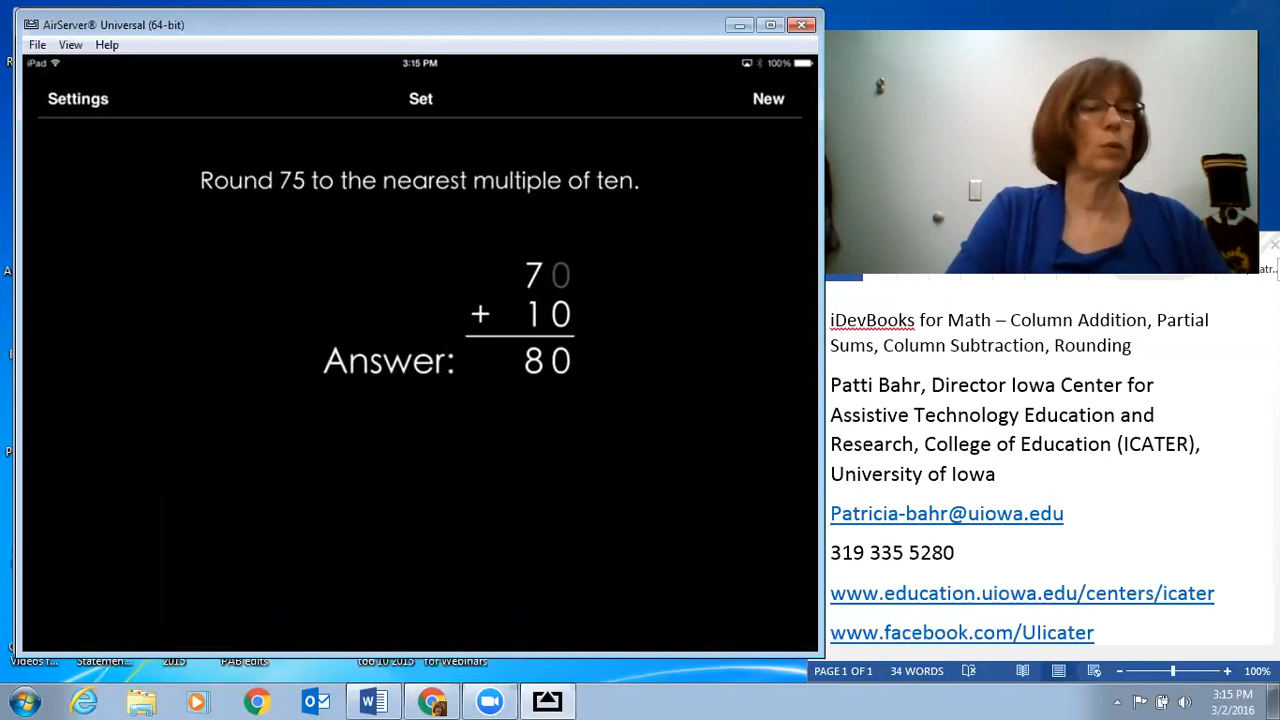 AirServer® Universal (64-bit)
File View Help
iPad 3:15 PM 100%
Settings Set New
Round 75 to the nearest multiple of ten.
7 0
+ 1 0
Answer: 8 0
iDevBooks for Math – Column Addition, Partial
Sums, Column Subtraction, Rounding
Patti Bahr, Director Iowa Center for
Assistive Technology Education and
Research, College of Education (ICATER),
University of Iowa
Patricia-bahr@uiowa.edu
319 335 5280
www.education.uiowa.edu/centers/icater
www.facebook.com/UIicater
PAGE 1 OF 1 34 WORDS 100%
3:15 PM
3/2/2016